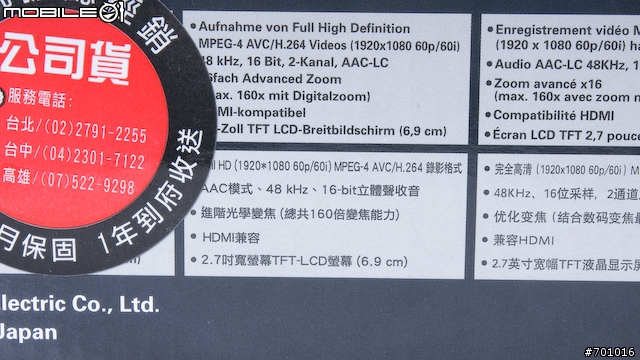 MOBILE01
經銷
公司貨
服務電話:
台北/(02)2791-2255
台中/(04)2301-7122
高雄/(07)522-9298
月保固 1年到府收送
• Aufnahme von Full High Definition
MPEG-4 AVC/H.264 Videos (1920x1080 60p/60i)
48 kHz, 16 Bit, 2-Kanal, AAC-LC
16fach Advanced Zoom
(max. 160x mit Digitalzoom)
HDMI-kompatibel
-Zoll TFT LCD-Breitbildschirm (6,9 cm)
• Enregistrement vidéo M
(1920 x 1080 60p/60i) ha
• Audio AAC-LC 48KHz, 1
• Zoom avancé x16
(max. 160x avec zoom n
• Compatibilité HDMI
• Écran LCD TFT 2,7 pouce
HD (1920*1080 60p/60i) MPEG-4 AVC/H.264 錄影格式
AAC模式、48 kHz、16-bit立體聲收音
• 進階光學變焦 (總共160倍變焦能力)
• HDMI兼容
• 2.7吋寬螢幕TFT-LCD螢幕 (6.9 cm)
• 完全高清 (1920x1080 60p/60i) M
• 48KHz、16位采样，2通道
• 优化变焦 (结合数码变焦最
• 兼容HDMI
• 2.7英寸宽幅TFT液晶显示屏
Electric Co., Ltd.
Japan
#701016